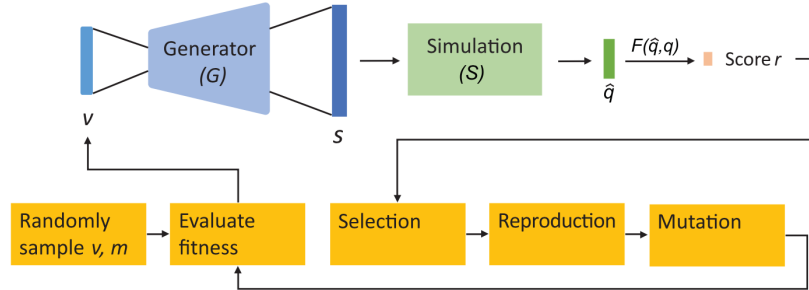 Generator
(G)
Simulation
(S)
F(q̂,q)
Score r
v
s
q̂
Randomly
sample v, m
Evaluate
fitness
Selection
Reproduction
Mutation